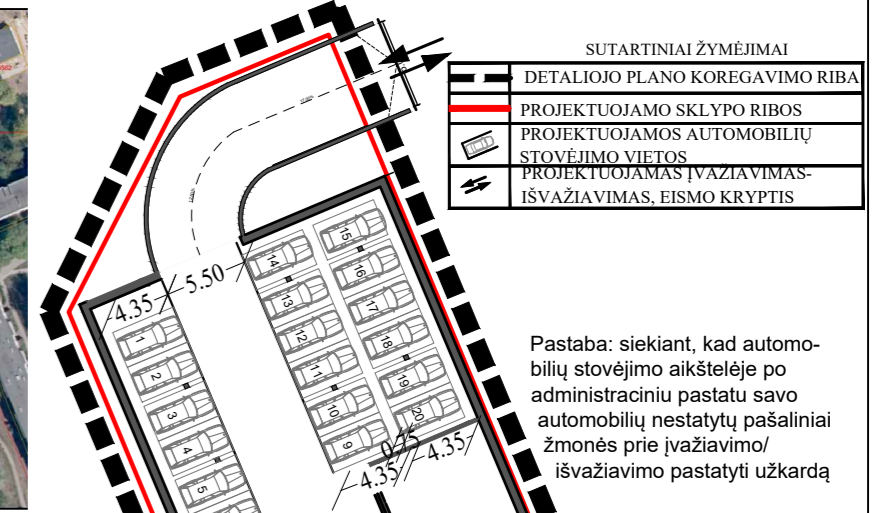 SUTARTINIAI ŽYMĖJIMAI
DETALIOJO PLANO KOREGAVIMO RIBA
PROJEKTUOJAMO SKLYPO RIBOS
PROJEKTUOJAMOS AUTOMOBILIŲ
STOVĖJIMO VIETOS
PROJEKTUOJAMAS ĮVAŽIAVIMAS-
IŠVAŽIAVIMAS, EISMO KRYPTIS
Pastaba: siekiant, kad automo-
bilių stovėjimo aikštelėje po
administraciniu pastatu savo
automobilių nestatytų pašaliniai
žmonės prie įvažiavimo/
išvažiavimo pastatyti užkardą
4.35
5.50
1
2
3
4
5
14
13
12
11
10
9
15
16
17
18
19
20
0.75
4.35
4.35